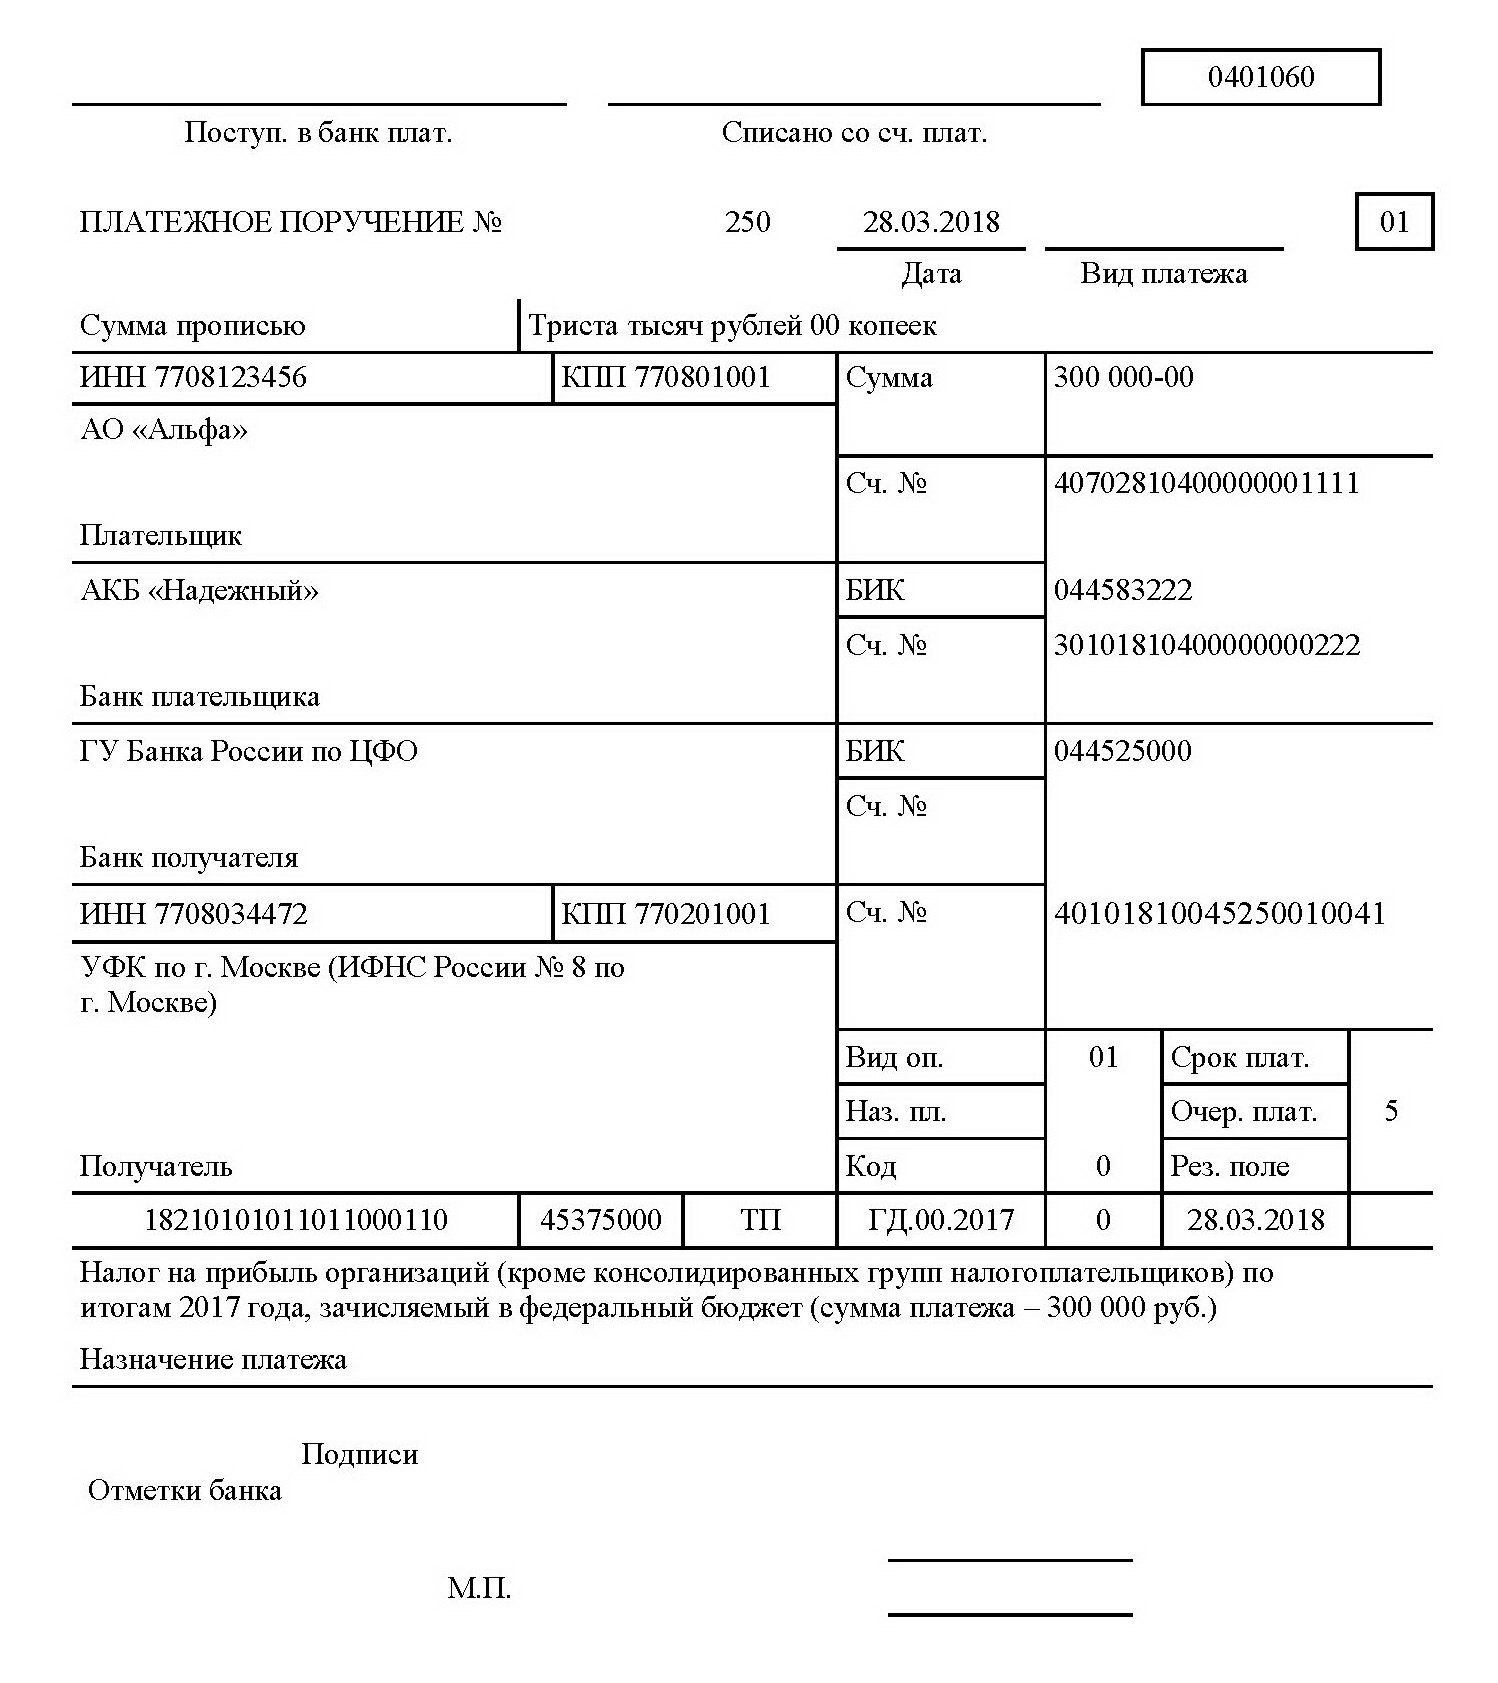 0401060
Поступ. в банк плат. Списано со сч. плат.
ПЛАТЕЖНОЕ ПОРУЧЕНИЕ № 250 28.03.2018 01
Дата Вид платежа
Сумма прописью Триста тысяч рублей 00 копеек
ИНН 7708123456 КПП 770801001 Сумма 300 000-00
АО «Альфа»
Сч. № 40702810400000001111
Плательщик
АКБ «Надежный» БИК 044583222
Сч. № 30101810400000000222
Банк плательщика
ГУ Банка России по ЦФО БИК 044525000
Сч. №
Банк получателя
ИНН 7708034472 КПП 770201001 Сч. № 40101810045250010041
УФК по г. Москве (ИФНС России № 8 по
г. Москве)
Вид оп. 01 Срок плат.
Наз. пл. Очер. плат. 5
Получатель Код 0 Рез. поле
18210101011011000110 45375000 ТП ГД.00.2017 0 28.03.2018
Налог на прибыль организаций (кроме консолидированных групп налогоплательщиков) по
итогам 2017 года, зачисляемый в федеральный бюджет (сумма платежа – 300 000 руб.)
Назначение платежа
Подписи
Отметки банка
М.П.